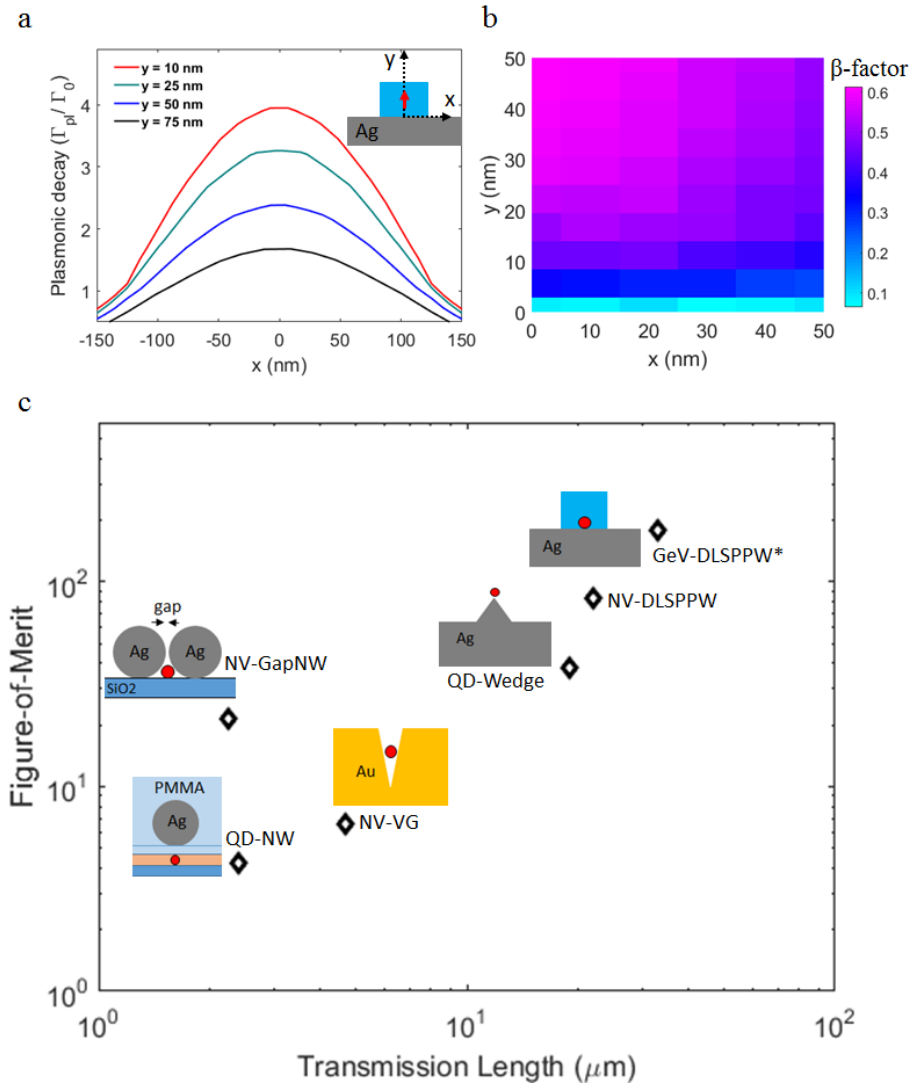 a
b
y = 10 nm
y = 25 nm
y = 50 nm
y = 75 nm
y
x
Ag
Plasmonic decay (Γpl/ Γ0)
4
3
2
1
-150 -100 -50 0 50 100 150
x (nm)
β-factor
y (nm)
50
40
30
20
10
0
0 10 20 30 40 50
x (nm)
0.6
0.5
0.4
0.3
0.2
0.1
c
Figure-of-Merit
10^2
10^1
10^0
10^0 10^1 10^2
Transmission Length (μm)
Ag
GeV-DLSPPW*
NV-DLSPPW
Ag
QD-Wedge
gap
Ag Ag
NV-GapNW
SiO2
Au
NV-VG
PMMA
Ag
QD-NW